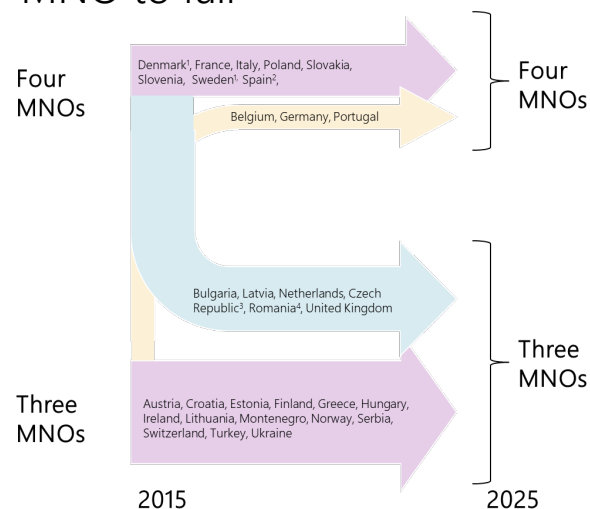 MNO to full
Four
MNOs
Denmark¹, France, Italy, Poland, Slovakia,
Slovenia, Sweden¹, Spain²,
Belgium, Germany, Portugal
Four
MNOs
Bulgaria, Latvia, Netherlands, Czech
Republic³, Romania⁴, United Kingdom
Three
MNOs
Three
MNOs
Austria, Croatia, Estonia, Finland, Greece, Hungary,
Ireland, Lithuania, Montenegro, Norway, Serbia,
Switzerland, Turkey, Ukraine
2015
2025